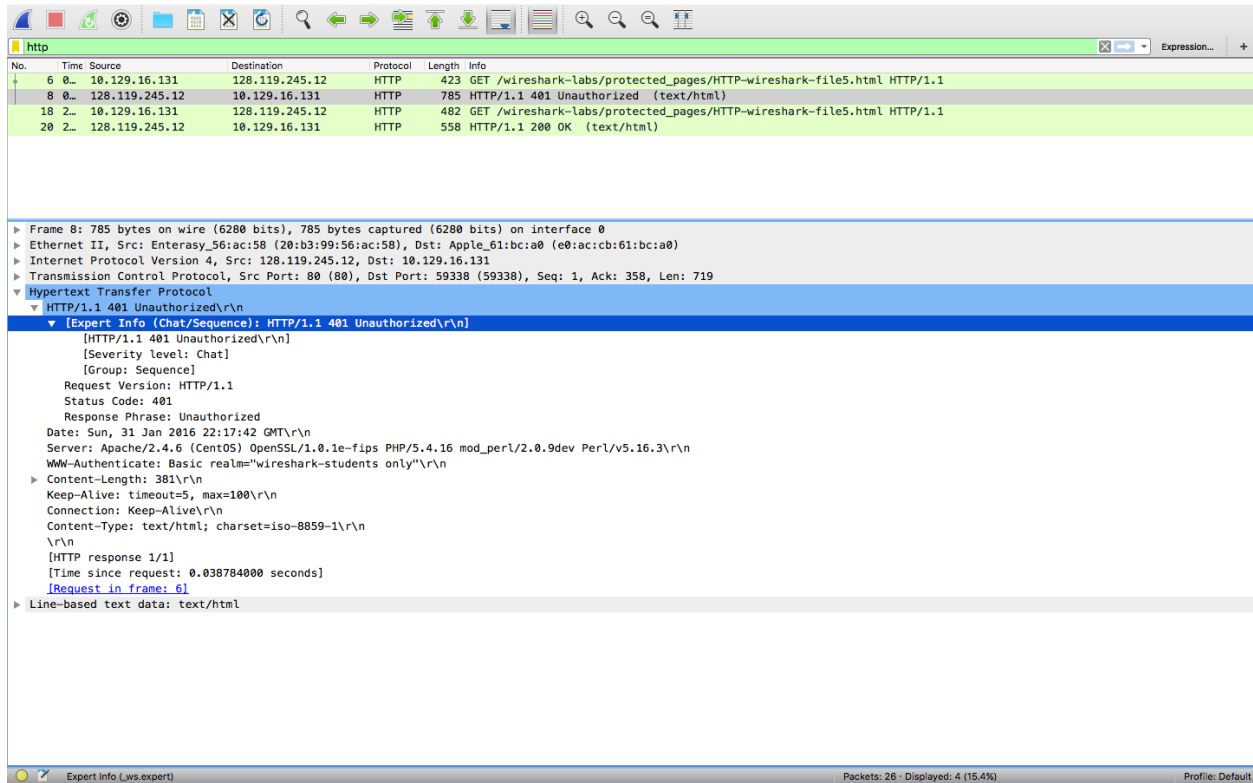 http
Expression...
+
No. Time Source Destination Protocol Length Info
6 0... 10.129.16.131 128.119.245.12 HTTP 423 GET /wireshark-labs/protected_pages/HTTP-wireshark-file5.html HTTP/1.1
8 0... 128.119.245.12 10.129.16.131 HTTP 785 HTTP/1.1 401 Unauthorized (text/html)
18 2... 10.129.16.131 128.119.245.12 HTTP 482 GET /wireshark-labs/protected_pages/HTTP-wireshark-file5.html HTTP/1.1
20 2... 128.119.245.12 10.129.16.131 HTTP 558 HTTP/1.1 200 OK (text/html)
Frame 8: 785 bytes on wire (6280 bits), 785 bytes captured (6280 bits) on interface 0
Ethernet II, Src: Enterasy_56:ac:58 (20:b3:99:56:ac:58), Dst: Apple_61:bc:a0 (e0:ac:cb:61:bc:a0)
Internet Protocol Version 4, Src: 128.119.245.12, Dst: 10.129.16.131
Transmission Control Protocol, Src Port: 80 (80), Dst Port: 59338 (59338), Seq: 1, Ack: 358, Len: 719
Hypertext Transfer Protocol
HTTP/1.1 401 Unauthorized\r\n
[Expert Info (Chat/Sequence): HTTP/1.1 401 Unauthorized\r\n]
[HTTP/1.1 401 Unauthorized\r\n]
[Severity level: Chat]
[Group: Sequence]
Request Version: HTTP/1.1
Status Code: 401
Response Phrase: Unauthorized
Date: Sun, 31 Jan 2016 22:17:42 GMT\r\n
Server: Apache/2.4.6 (CentOS) OpenSSL/1.0.1e-fips PHP/5.4.16 mod_perl/2.0.9dev Perl/v5.16.3\r\n
WWW-Authenticate: Basic realm="wireshark-students only"\r\n
Content-Length: 381\r\n
Keep-Alive: timeout=5, max=100\r\n
Connection: Keep-Alive\r\n
Content-Type: text/html; charset=iso-8859-1\r\n
\r\n
[HTTP response 1/1]
[Time since request: 0.038784000 seconds]
[Request in frame: 6]
Line-based text data: text/html
Expert Info (_ws.expert)
Packets: 26 · Displayed: 4 (15.4%)
Profile: Default